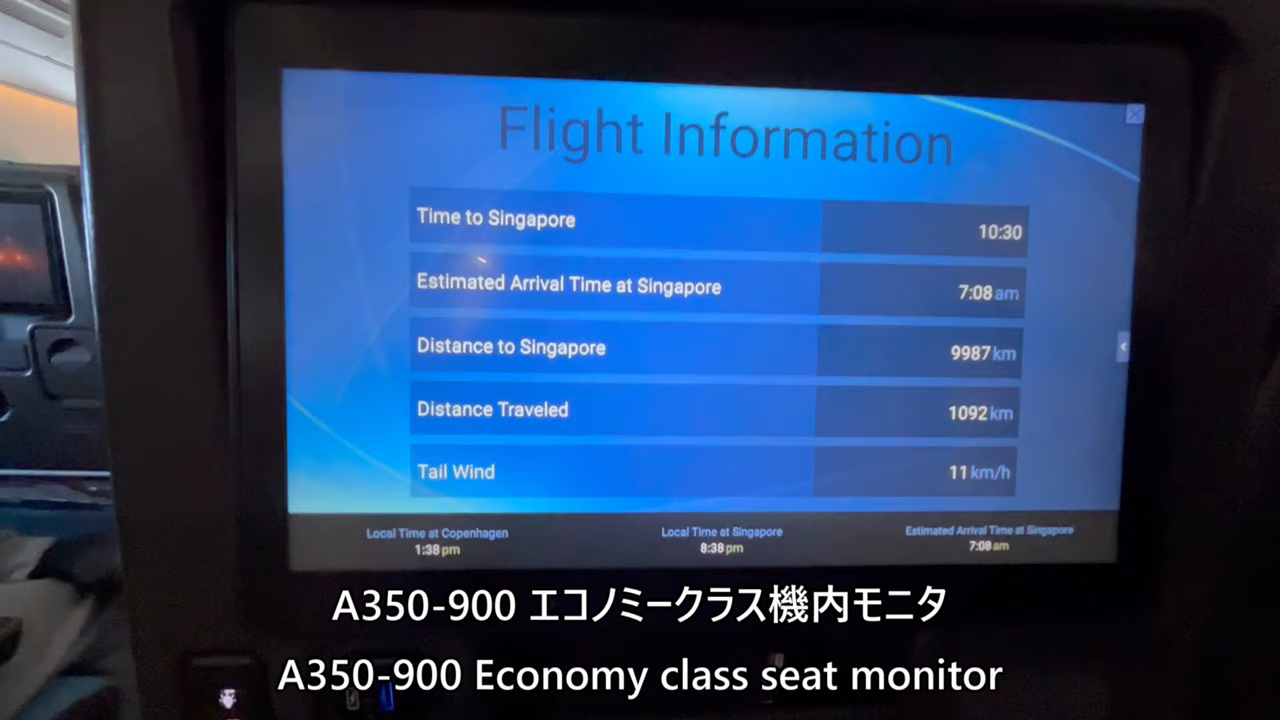 Flight Information
Time to Singapore 10:30
Estimated Arrival Time at Singapore 7:08 am
Distance to Singapore 9987 km
Distance Traveled 1092 km
Tail Wind 11 km/h
Local Time at Copenhagen Local Time at Singapore Estimated Arrival Time at Singapore
1:38 pm 8:38 pm 7:08 am
A350-900 エコノミークラス機内モニタ
A350-900 Economy class seat monitor